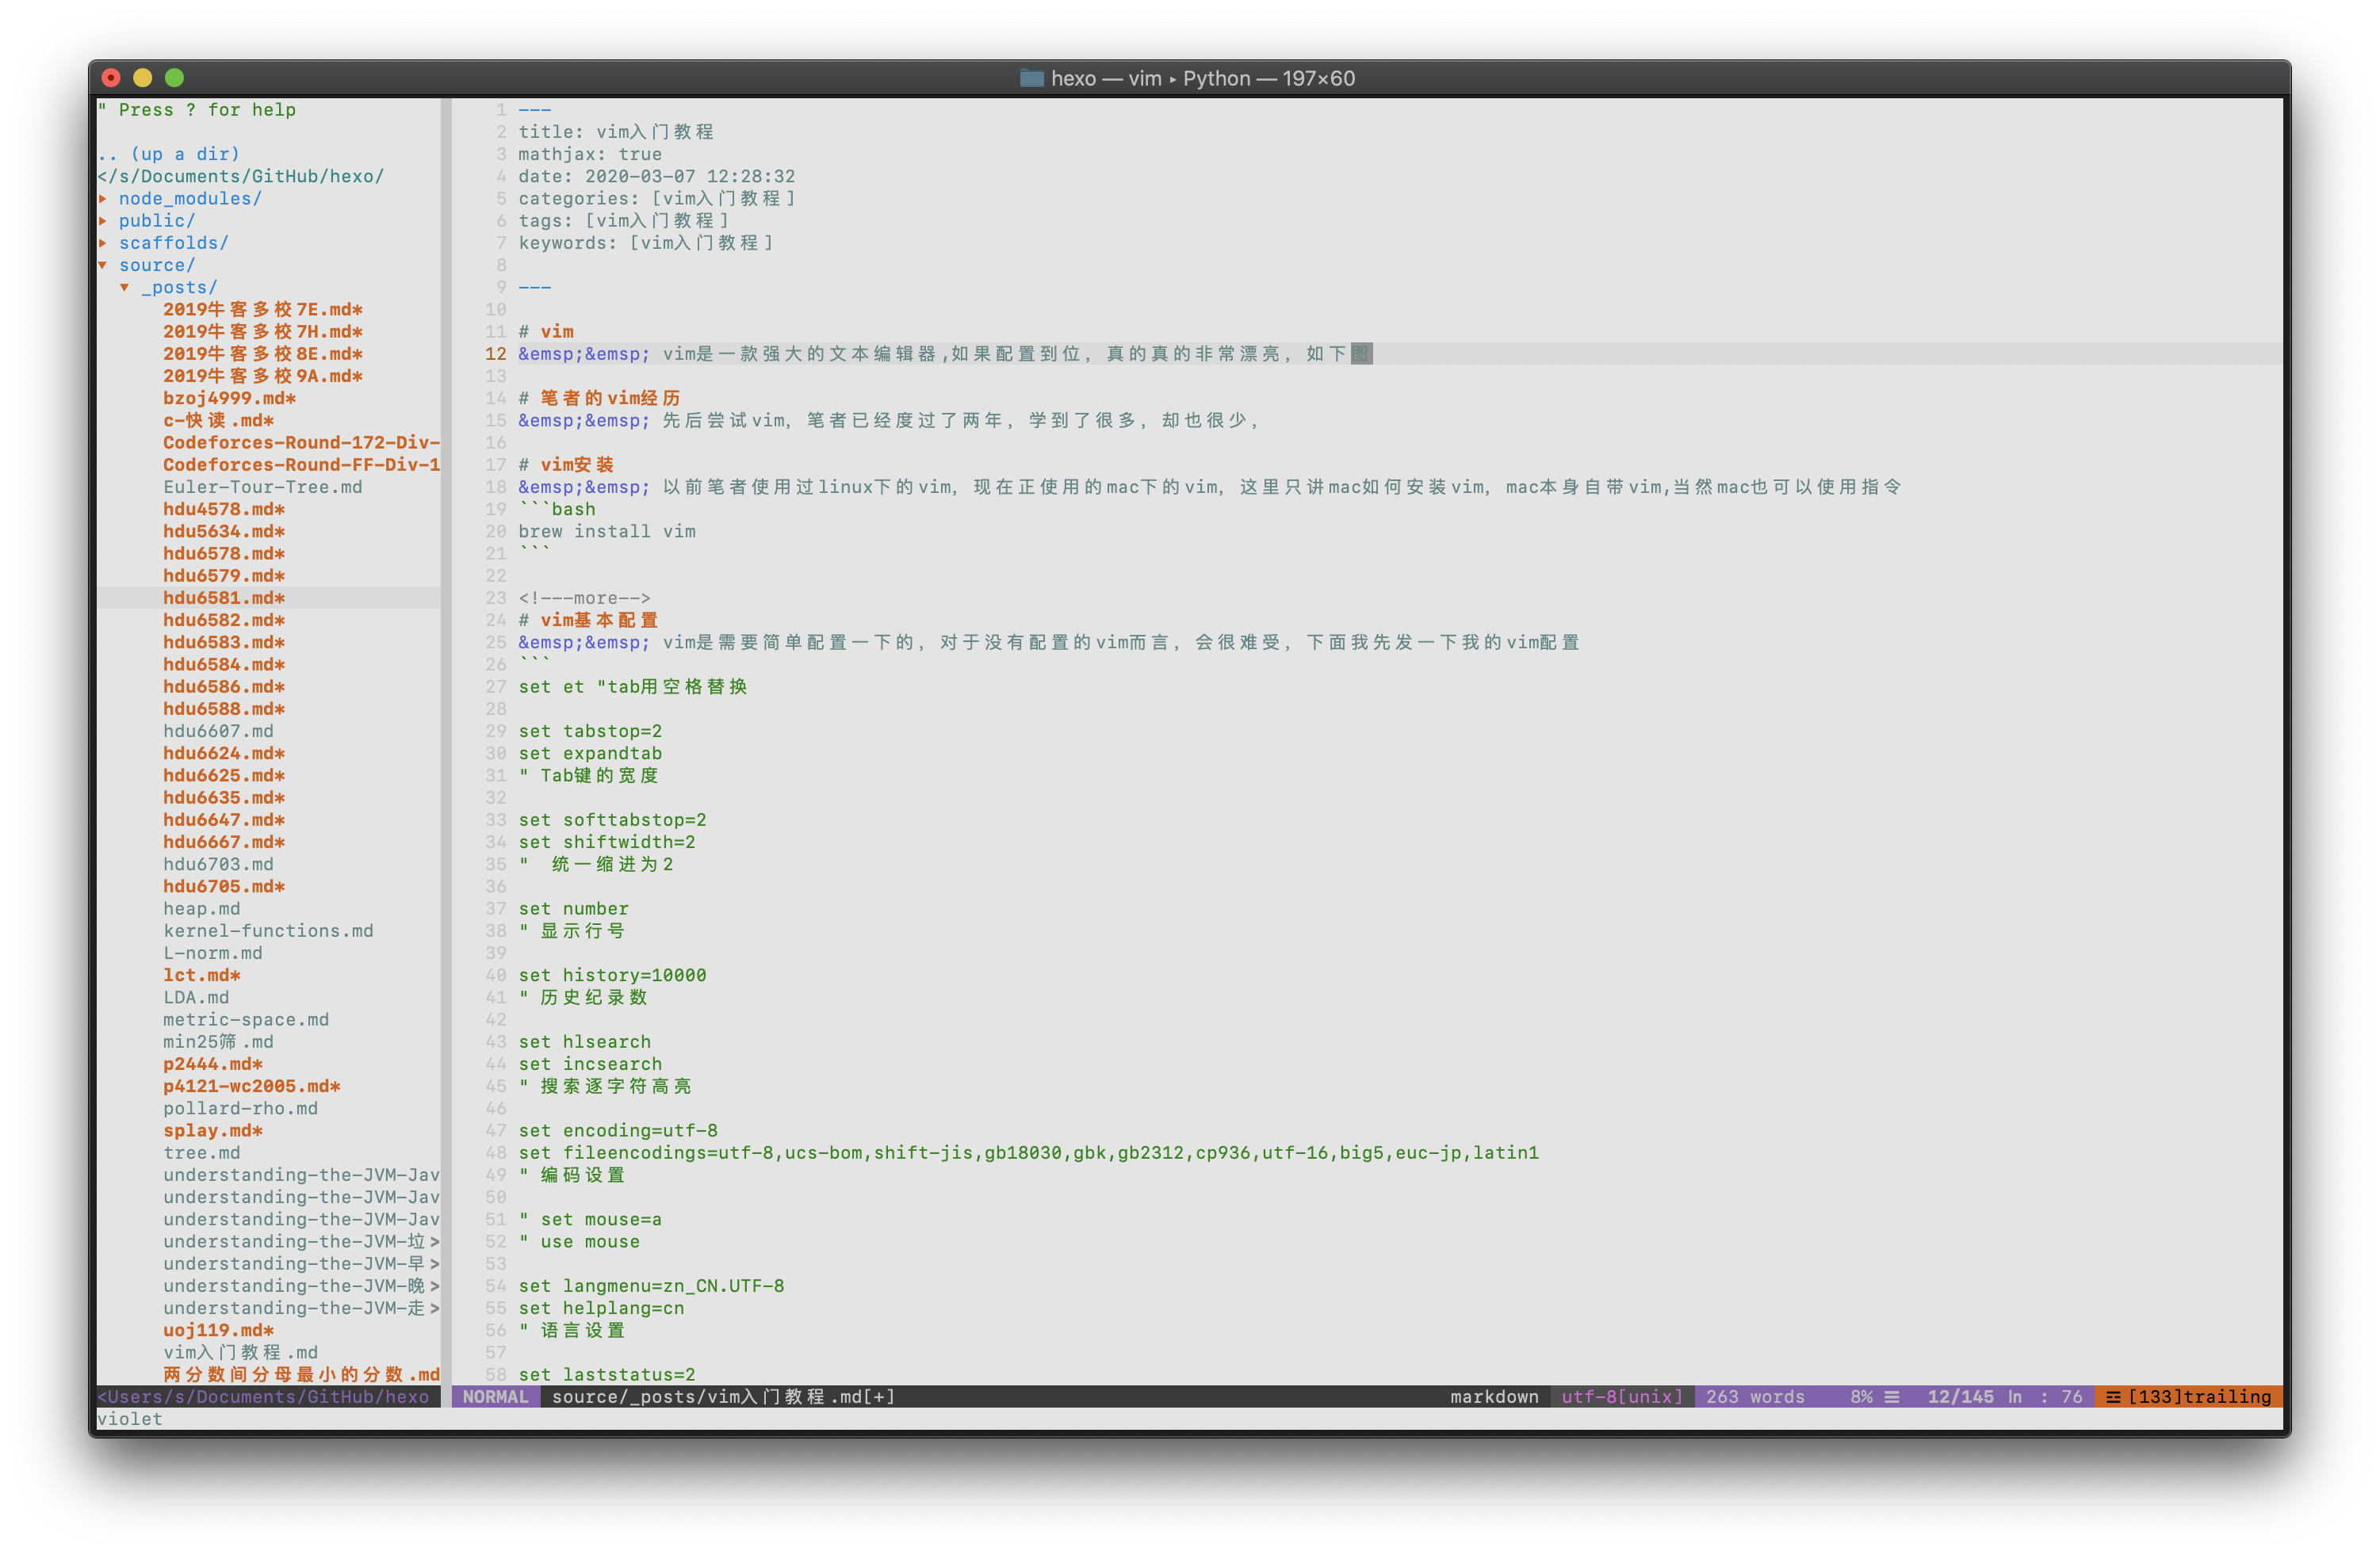 hexo — vim ▸ Python — 197×60
" Press ? for help
.. (up a dir)
</s/Documents/GitHub/hexo/
▸ node_modules/
▸ public/
▸ scaffolds/
▾ source/
▾ _posts/
2019牛客多校7E.md*
2019牛客多校7H.md*
2019牛客多校8E.md*
2019牛客多校9A.md*
bzoj4999.md*
c-快读.md*
Codeforces-Round-172-Div-
Codeforces-Round-FF-Div-1
Euler-Tour-Tree.md
hdu4578.md*
hdu5634.md*
hdu6578.md*
hdu6579.md*
hdu6581.md*
hdu6582.md*
hdu6583.md*
hdu6584.md*
hdu6586.md*
hdu6588.md*
hdu6607.md
hdu6624.md*
hdu6625.md*
hdu6635.md*
hdu6647.md*
hdu6667.md*
hdu6703.md
hdu6705.md*
heap.md
kernel-functions.md
L-norm.md
lct.md*
LDA.md
metric-space.md
min25筛.md
p2444.md*
p4121-wc2005.md*
pollard-rho.md
splay.md*
tree.md
understanding-the-JVM-Jav
understanding-the-JVM-Jav
understanding-the-JVM-Jav
understanding-the-JVM-垃>
understanding-the-JVM-早>
understanding-the-JVM-晚>
understanding-the-JVM-走>
uoj119.md*
vim入门教程.md
两分数间分母最小的分数.md
<Users/s/Documents/GitHub/hexo
1 ---
2 title: vim入门教程
3 mathjax: true
4 date: 2020-03-07 12:28:32
5 categories: [vim入门教程]
6 tags: [vim入门教程]
7 keywords: [vim入门教程]
8
9 ---
10
11 # vim
12 &emsp;&emsp; vim是一款强大的文本编辑器,如果配置到位，真的真的非常漂亮，如下图
13
14 # 笔者的vim经历
15 &emsp;&emsp; 先后尝试vim，笔者已经度过了两年，学到了很多，却也很少，
16
17 # vim安装
18 &emsp;&emsp; 以前笔者使用过linux下的vim，现在正使用的mac下的vim，这里只讲mac如何安装vim，mac本身自带vim,当然mac也可以使用指令
19 ```bash
20 brew install vim
21 ```
22
23 <!---more-->
24 # vim基本配置
25 &emsp;&emsp; vim是需要简单配置一下的，对于没有配置的vim而言，会很难受，下面我先发一下我的vim配置
26 ```
27 set et "tab用空格替换
28
29 set tabstop=2
30 set expandtab
31 " Tab键的宽度
32
33 set softtabstop=2
34 set shiftwidth=2
35 "  统一缩进为2
36
37 set number
38 " 显示行号
39
40 set history=10000
41 " 历史纪录数
42
43 set hlsearch
44 set incsearch
45 " 搜索逐字符高亮
46
47 set encoding=utf-8
48 set fileencodings=utf-8,ucs-bom,shift-jis,gb18030,gbk,gb2312,cp936,utf-16,big5,euc-jp,latin1
49 " 编码设置
50
51 " set mouse=a
52 " use mouse
53
54 set langmenu=zn_CN.UTF-8
55 set helplang=cn
56 " 语言设置
57
58 set laststatus=2
NORMAL source/_posts/vim入门教程.md[+] markdown utf-8[unix] 263 words 8% ☰ 12/145 ln : 76 ☲ [133]trailing
violet